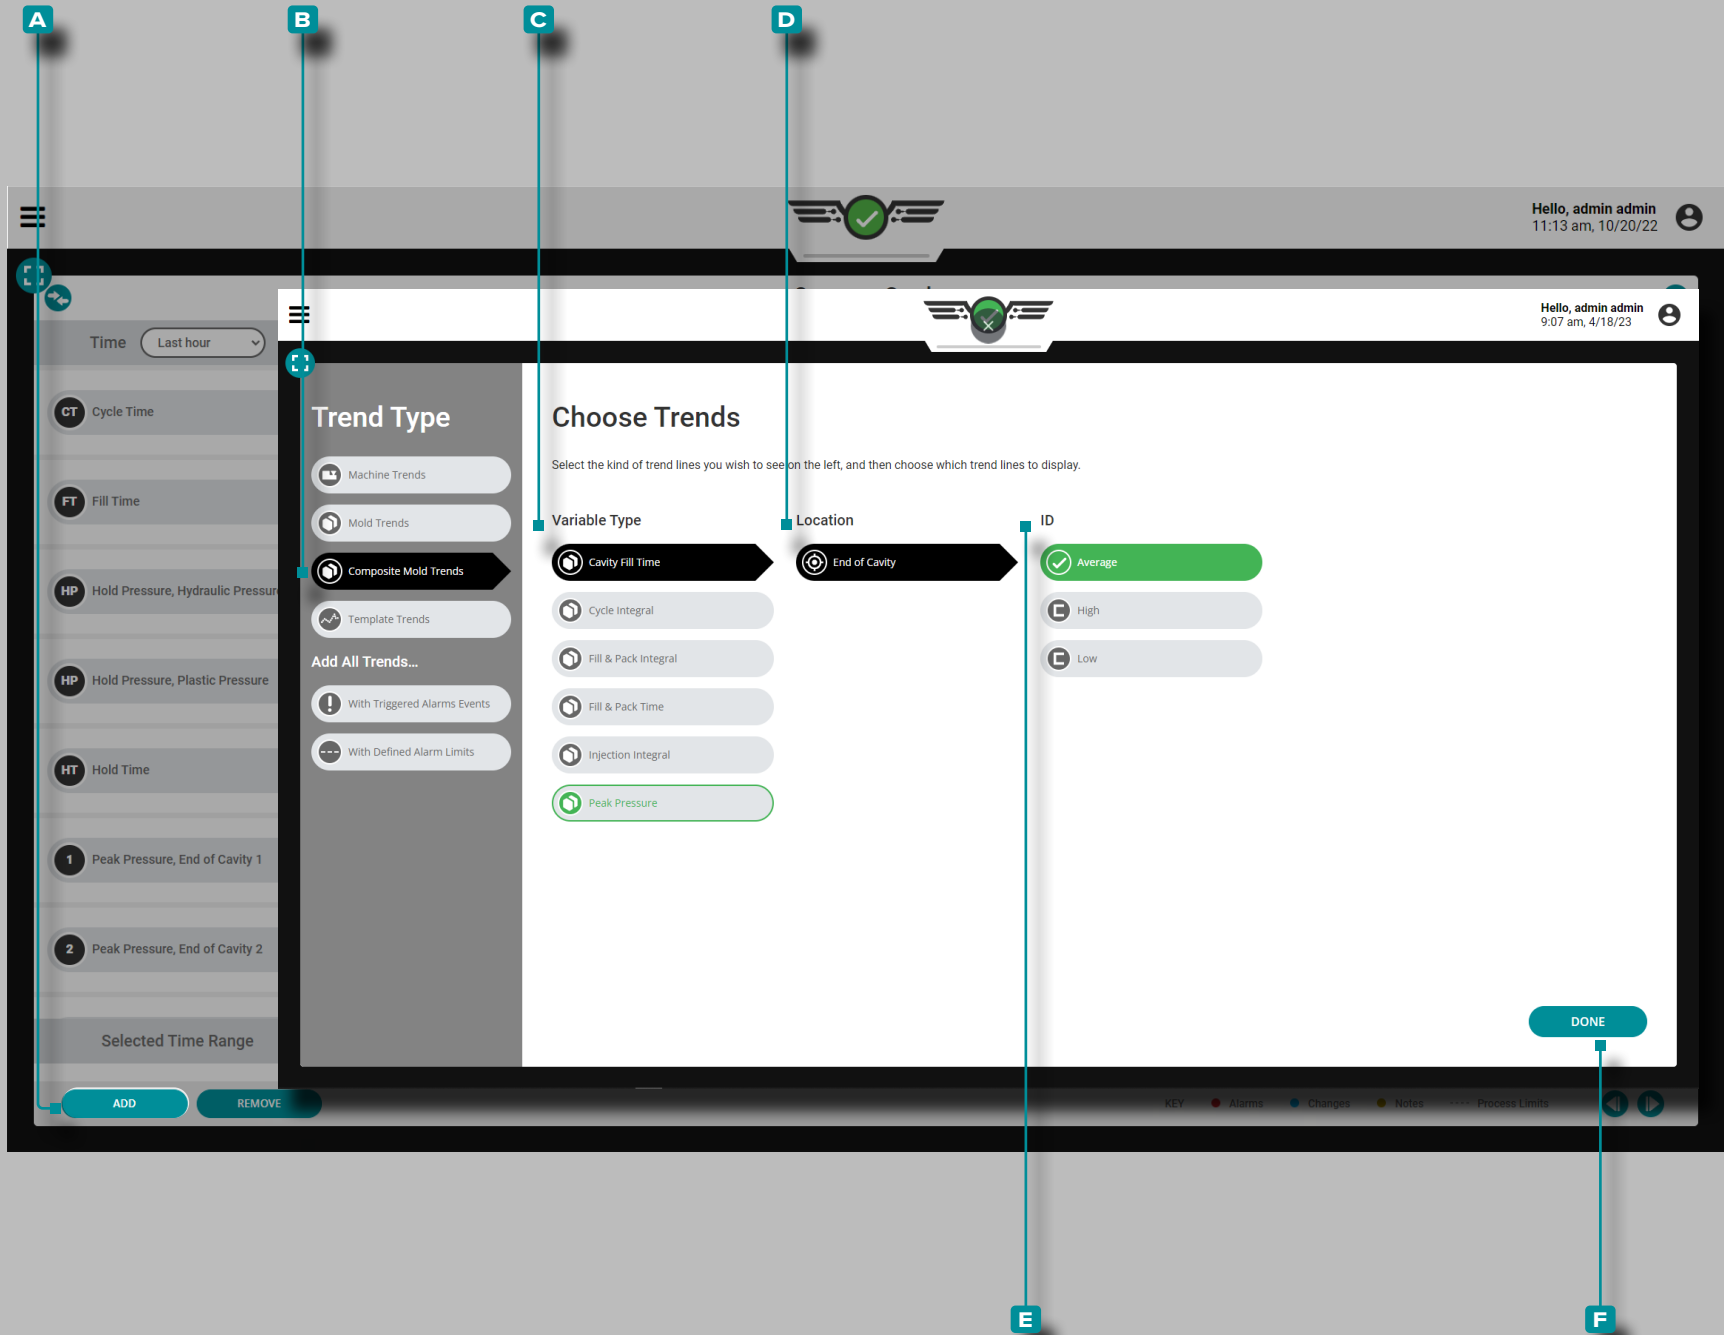 A
B
C
D
Hello, admin admin
11:13 am, 10/20/22
Hello, admin admin
9:07 am, 4/18/23
Time
Last hour
CT
Cycle Time
FT
Fill Time
HP
Hold Pressure, Hydraulic Pressure
HP
Hold Pressure, Plastic Pressure
HT
Hold Time
1
Peak Pressure, End of Cavity 1
2
Peak Pressure, End of Cavity 2
Selected Time Range
ADD
REMOVE
Trend Type
Machine Trends
Mold Trends
Composite Mold Trends
Template Trends
Add All Trends...
With Triggered Alarms Events
With Defined Alarm Limits
Choose Trends
Select the kind of trend lines you wish to see on the left, and then choose which trend lines to display.
Variable Type
Cavity Fill Time
Cycle Integral
Fill & Pack Integral
Fill & Pack Time
Injection Integral
Peak Pressure
Location
End of Cavity
ID
Average
High
Low
DONE
KEY
Alarms
Changes
Notes
Process Limits
E
F